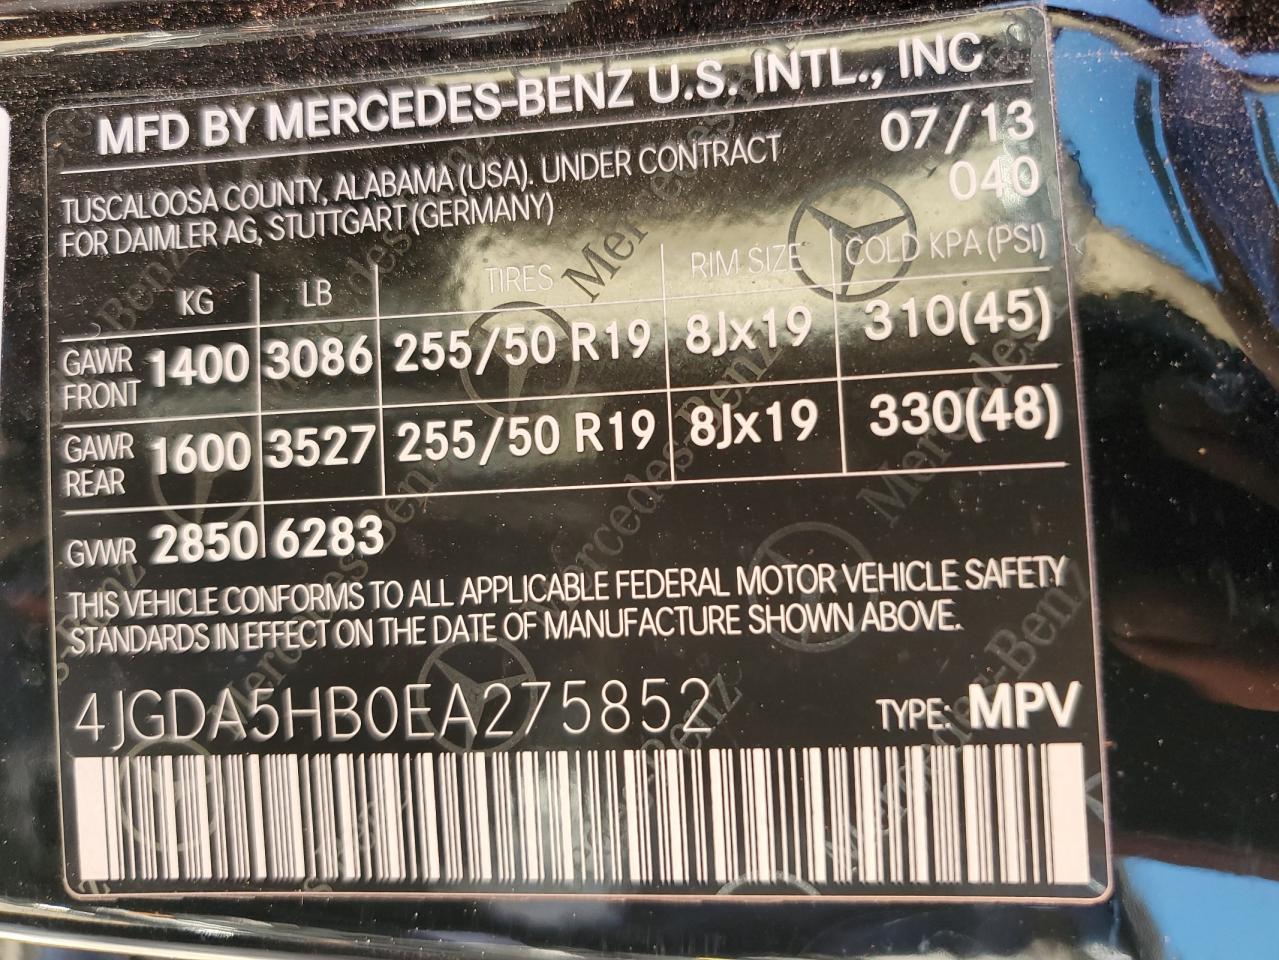 MFD BY MERCEDES-BENZ U.S. INTL., INC
TUSCALOOSA COUNTY, ALABAMA (USA). UNDER CONTRACT 07/13
FOR DAIMLER AG, STUTTGART (GERMANY) 040
KG LB TIRES RIM SIZE COLD KPA (PSI)
GAWR FRONT 1400 3086 255/50 R19 8Jx19 310(45)
GAWR REAR 1600 3527 255/50 R19 8Jx19 330(48)
GVWR 2850 6283
THIS VEHICLE CONFORMS TO ALL APPLICABLE FEDERAL MOTOR VEHICLE SAFETY
STANDARDS IN EFFECT ON THE DATE OF MANUFACTURE SHOWN ABOVE.
4JGDA5HB0EA275852 TYPE: MPV